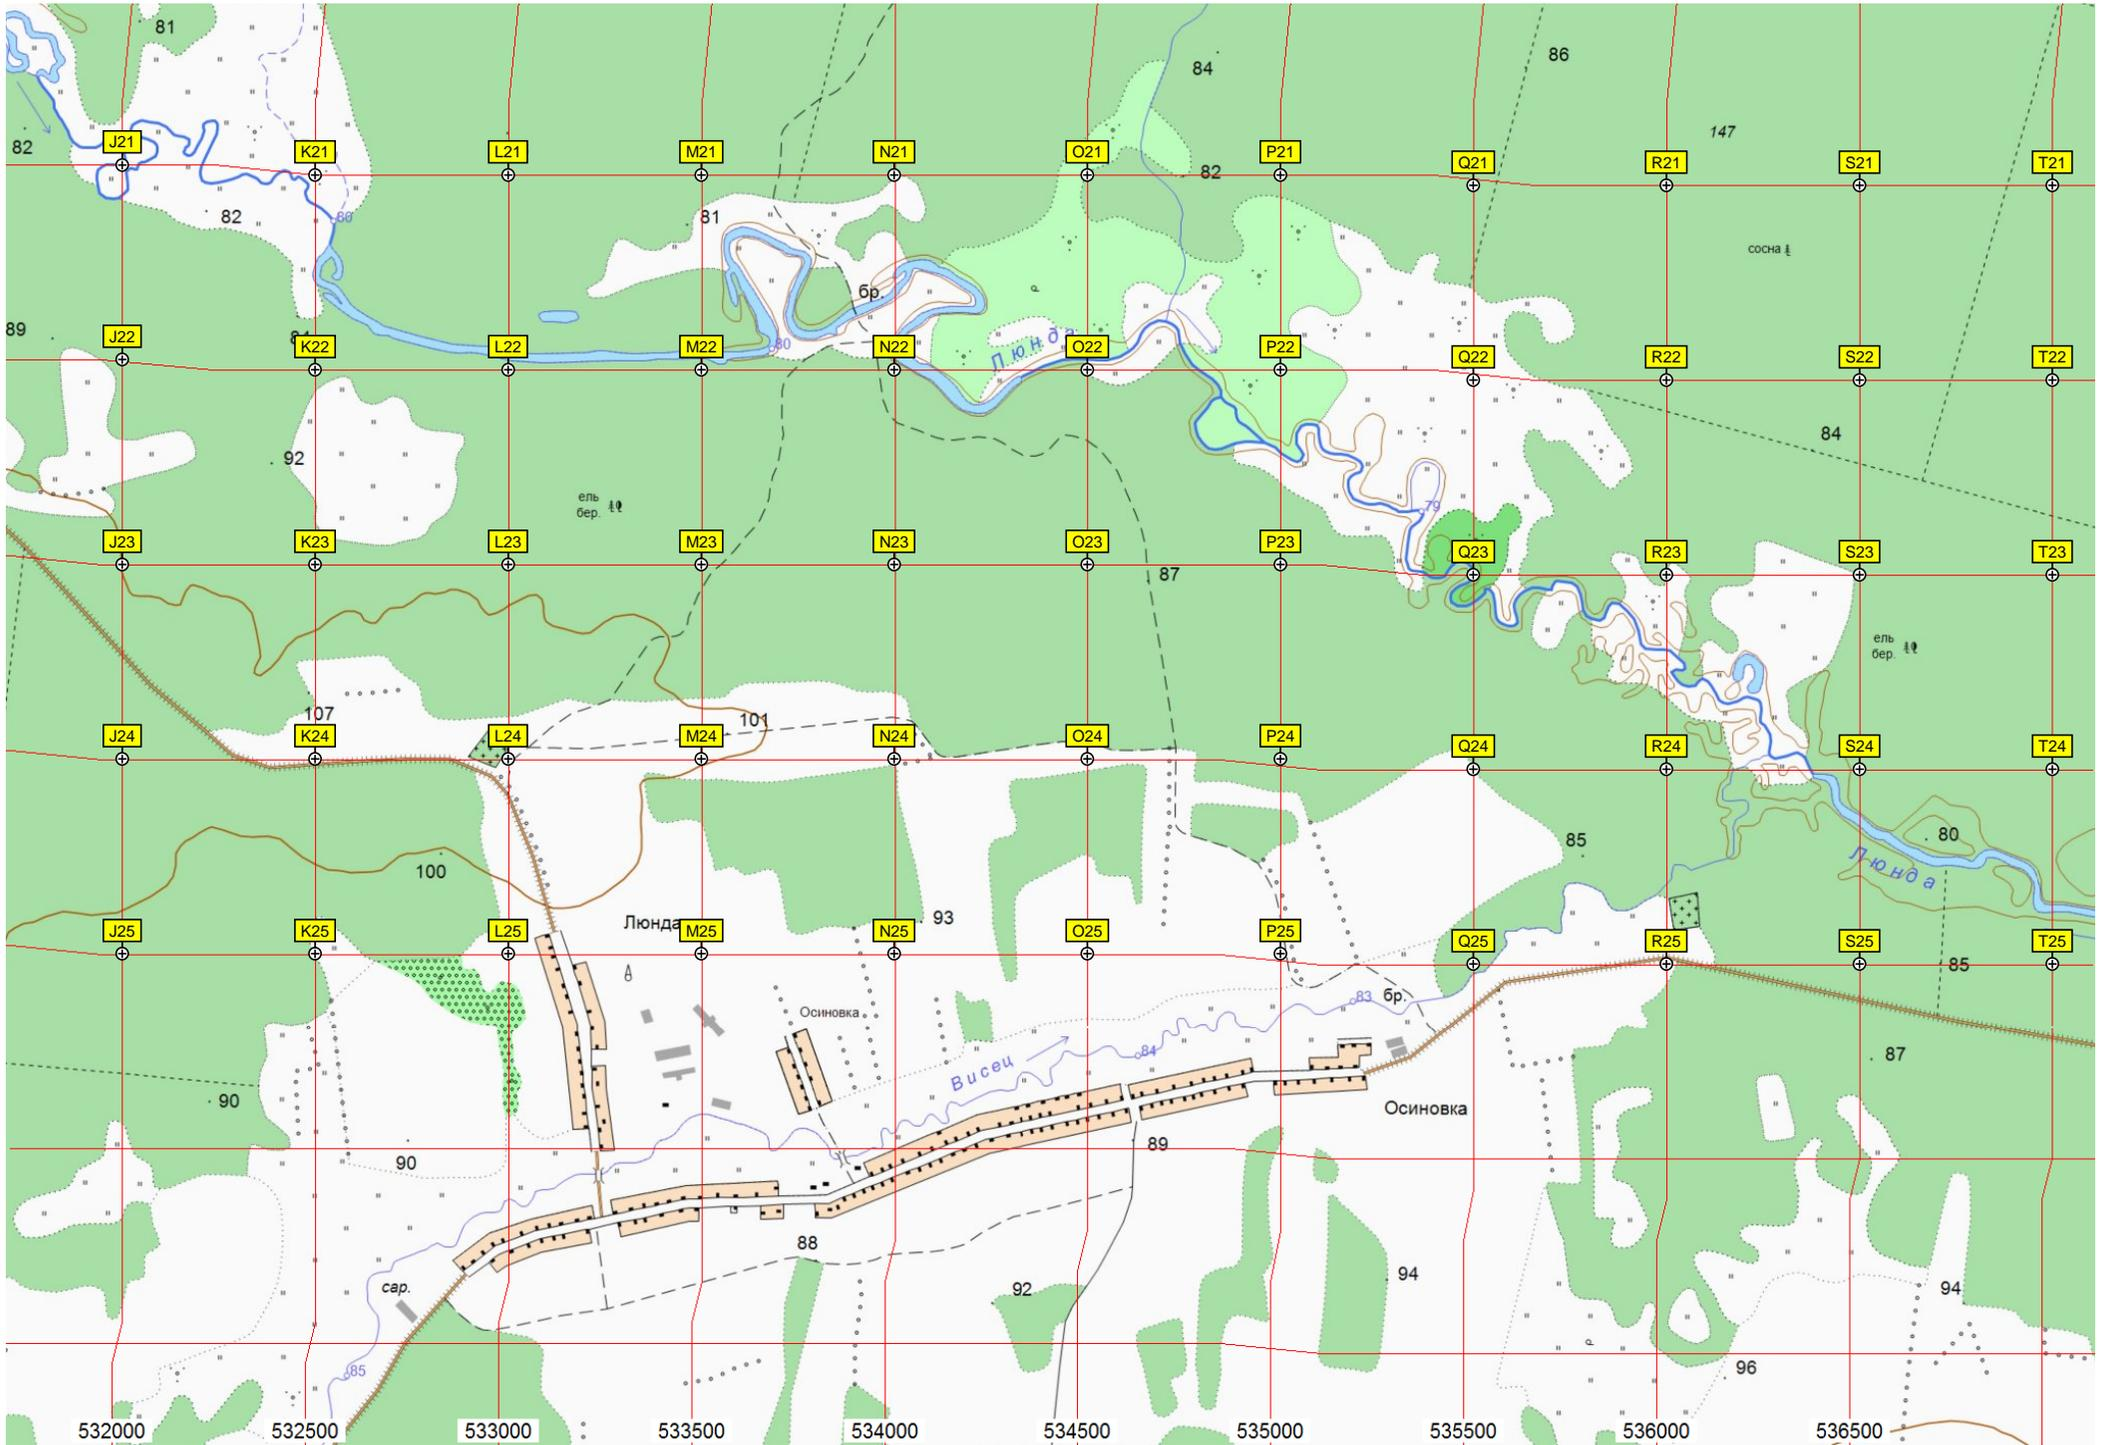 81
86
84
147
82
J21 K21 L21 M21 N21 O21 P21 Q21 R21 S21 T21
82
82
80
81
сосна
бр.
89
84
Люнда
80
J22 K22 L22 M22 N22 O22 P22 Q22 R22 S22 T22
84
92
ель
бер.
79
J23 K23 L23 M23 N23 O23 P23 Q23 R23 S23 T23
87
ель
бер.
107
101
J24 K24 L24 M24 N24 O24 P24 Q24 R24 S24 T24
85
80
100
Люнда
Люнда
93
J25 K25 L25 M25 N25 O25 P25 Q25 R25 S25 T25
85
83
бр.
Осиновка
84
Висец
87
90
Осиновка
89
90
88
сар.
92
94
94
85
96
532000 532500 533000 533500 534000 534500 535000 535500 536000 536500